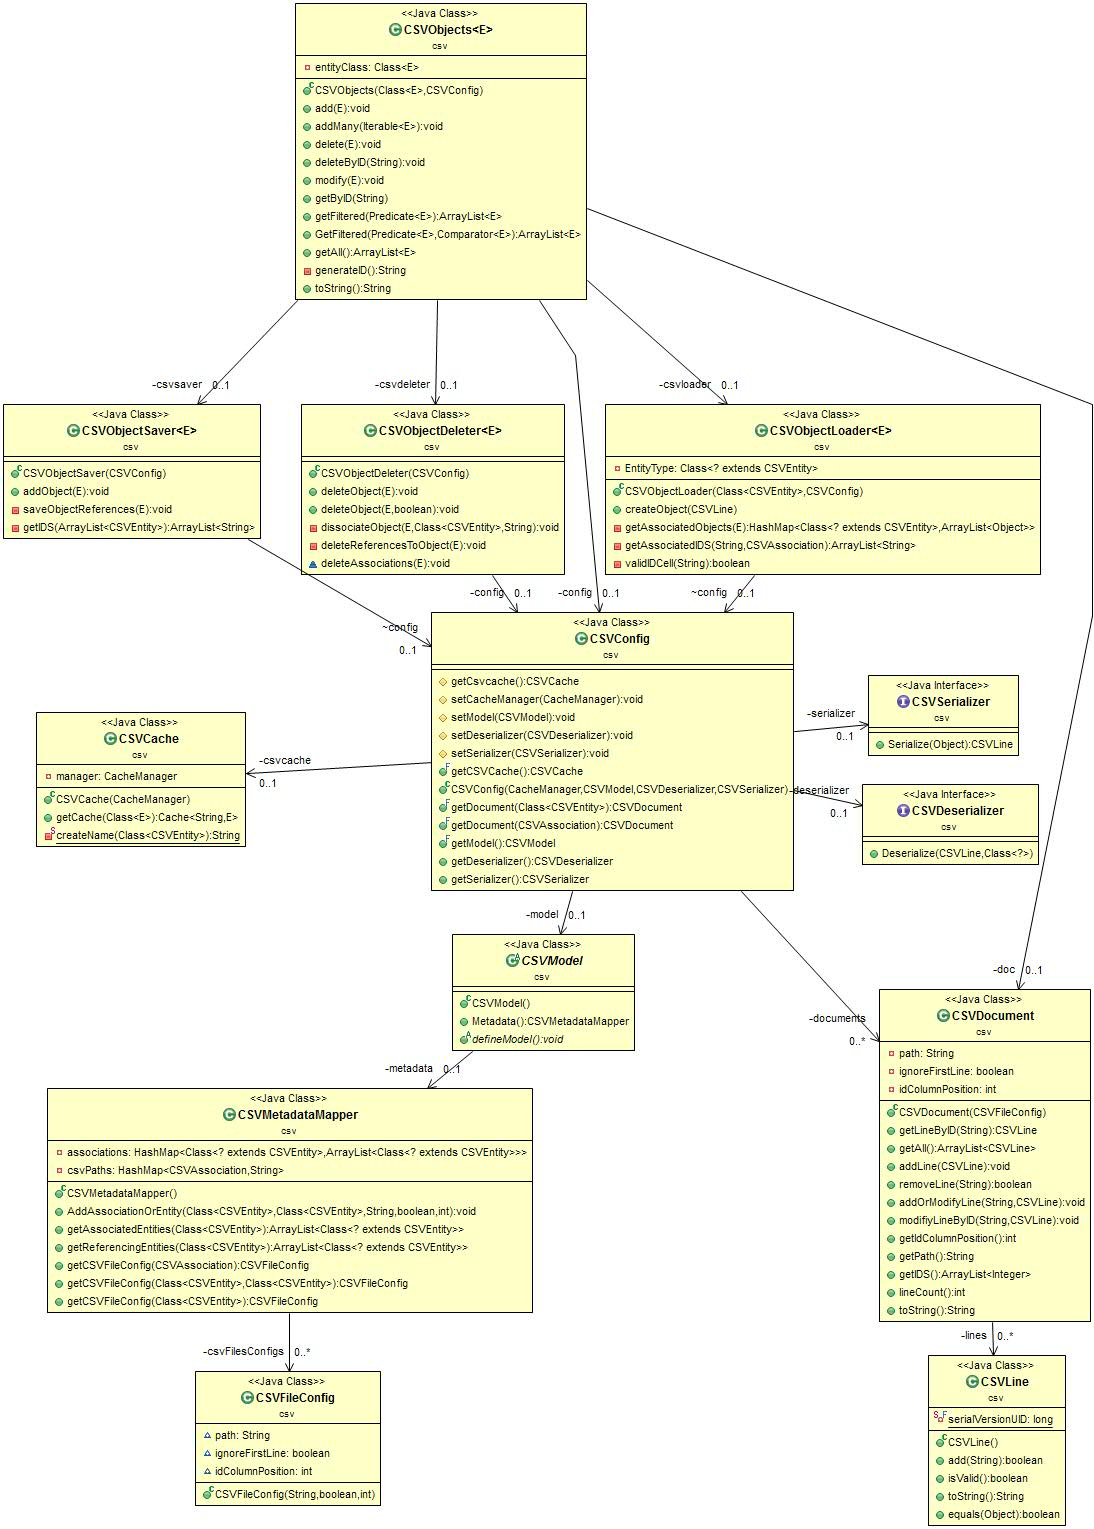 <<Java Class>>
CSVObjects<E>
csv
entityClass: Class<E>
CSVObjects(Class<E>,CSVConfig)
add(E):void
addMany(Iterable<E>):void
delete(E):void
deleteByID(String):void
modify(E):void
getByID(String)
getFiltered(Predicate<E>):ArrayList<E>
GetFiltered(Predicate<E>,Comparator<E>):ArrayList<E>
getAll():ArrayList<E>
generateID():String
toString():String
-csvsaver 0..1
-csvdeleter 0..1
-csvloader 0..1
<<Java Class>>
CSVObjectSaver<E>
csv
CSVObjectSaver(CSVConfig)
addObject(E):void
saveObjectReferences(E):void
getIDS(ArrayList<CSVEntity>):ArrayList<String>
<<Java Class>>
CSVObjectDeleter<E>
csv
CSVObjectDeleter(CSVConfig)
deleteObject(E):void
deleteObject(E,boolean):void
dissociateObject(E,Class<CSVEntity>,String):void
deleteReferencesToObject(E):void
deleteAssociations(E):void
<<Java Class>>
CSVObjectLoader<E>
csv
EntityType: Class<? extends CSVEntity>
CSVObjectLoader(Class<CSVEntity>,CSVConfig)
createObject(CSVLine)
getAssociatedObjects(E):HashMap<Class<? extends CSVEntity>,ArrayList<Object>>
getAssociatedIDS(String,CSVAssociation):ArrayList<String>
validIDCell(String):boolean
-config 0..1
-config 0..1
~config 0..1
~config
0..1
<<Java Class>>
CSVConfig
csv
getCsvcache():CSVCache
setCacheManager(CacheManager):void
setModel(CSVModel):void
setDeserializer(CSVDeserializer):void
setSerializer(CSVSerializer):void
getCSVCache():CSVCache
CSVConfig(CacheManager,CSVModel,CSVDeserializer,CSVSerializer)
getDocument(Class<CSVEntity>):CSVDocument
getDocument(CSVAssociation):CSVDocument
getModel():CSVModel
getDeserializer():CSVDeserializer
getSerializer():CSVSerializer
-serializer
0..1
<<Java Interface>>
CSVSerializer
csv
Serialize(Object):CSVLine
-deserializer
0..1
<<Java Interface>>
CSVDeserializer
csv
Deserialize(CSVLine,Class<?>)
-csvcache
0..1
<<Java Class>>
CSVCache
csv
manager: CacheManager
CSVCache(CacheManager)
getCache(Class<E>):Cache<String,E>
createName(Class<CSVEntity>):String
-model 0..1
<<Java Class>>
CSVModel
csv
CSVModel()
Metadata():CSVMetadataMapper
defineModel():void
-documents
0..*
-doc 0..1
<<Java Class>>
CSVDocument
csv
path: String
ignoreFirstLine: boolean
idColumnPosition: int
CSVDocument(CSVFileConfig)
getLineByID(String):CSVLine
getAll():ArrayList<CSVLine>
addLine(CSVLine):void
removeLine(String):boolean
addOrModifyLine(String,CSVLine):void
modifiyLineByID(String,CSVLine):void
getIdColumnPosition():int
getPath():String
getIDS():ArrayList<Integer>
lineCount():int
toString():String
-metadata 0..1
<<Java Class>>
CSVMetadataMapper
csv
associations: HashMap<Class<? extends CSVEntity>,ArrayList<Class<? extends CSVEntity>>>
csvPaths: HashMap<CSVAssociation,String>
CSVMetadataMapper()
AddAssociationOrEntity(Class<CSVEntity>,Class<CSVEntity>,String,boolean,int):void
getAssociatedEntities(Class<CSVEntity>):ArrayList<Class<? extends CSVEntity>>
getReferencingEntities(Class<CSVEntity>):ArrayList<Class<? extends CSVEntity>>
getCSVFileConfig(CSVAssociation):CSVFileConfig
getCSVFileConfig(Class<CSVEntity>,Class<CSVEntity>):CSVFileConfig
getCSVFileConfig(Class<CSVEntity>):CSVFileConfig
-csvFilesConfigs 0..*
<<Java Class>>
CSVFileConfig
csv
path: String
ignoreFirstLine: boolean
idColumnPosition: int
CSVFileConfig(String,boolean,int)
-lines 0..*
<<Java Class>>
CSVLine
csv
serialVersionUID: long
CSVLine()
add(String):boolean
isValid():boolean
toString():String
equals(Object):boolean